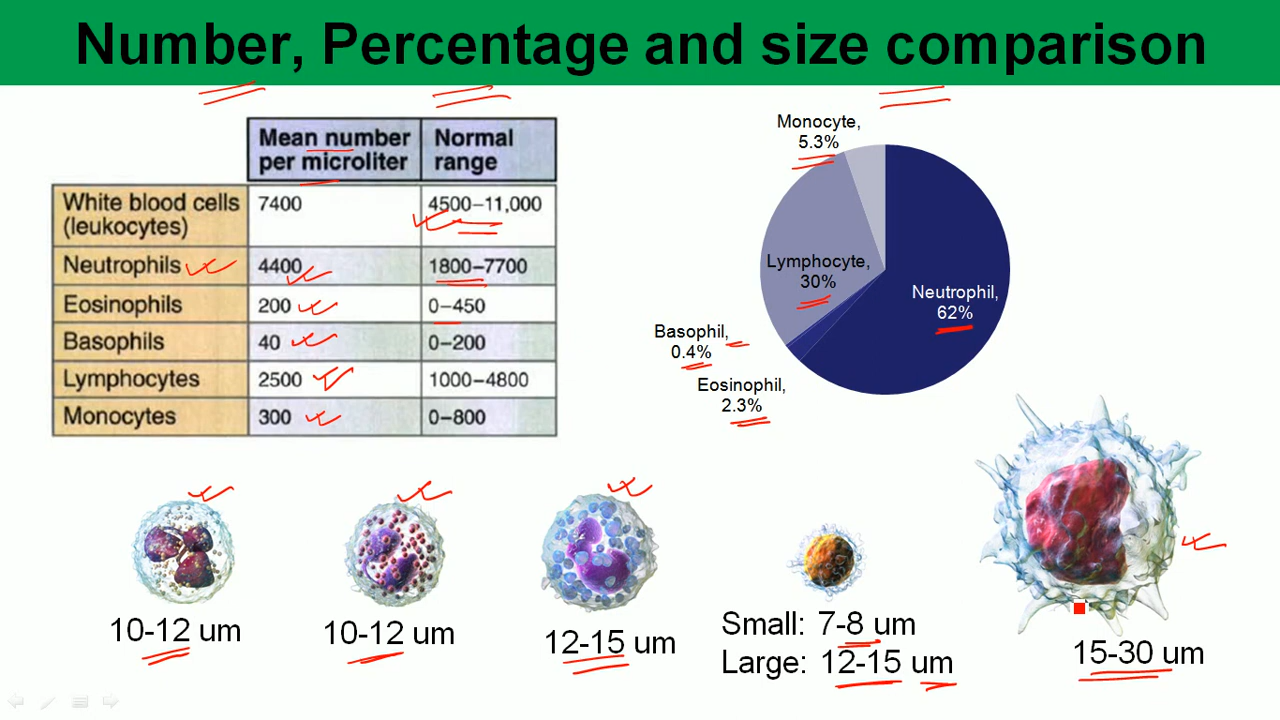 Number, Percentage and size comparison
Mean number per microliter
Normal range
White blood cells (leukocytes) 7400 4500–11,000
Neutrophils 4400 1800–7700
Eosinophils 200 0–450
Basophils 40 0–200
Lymphocytes 2500 1000–4800
Monocytes 300 0–800
Monocyte,
5.3%
Lymphocyte,
30%
Neutrophil,
62%
Basophil,
0.4%
Eosinophil,
2.3%
10-12 um
10-12 um
12-15 um
Small: 7-8 um
Large: 12-15 um
15-30 um